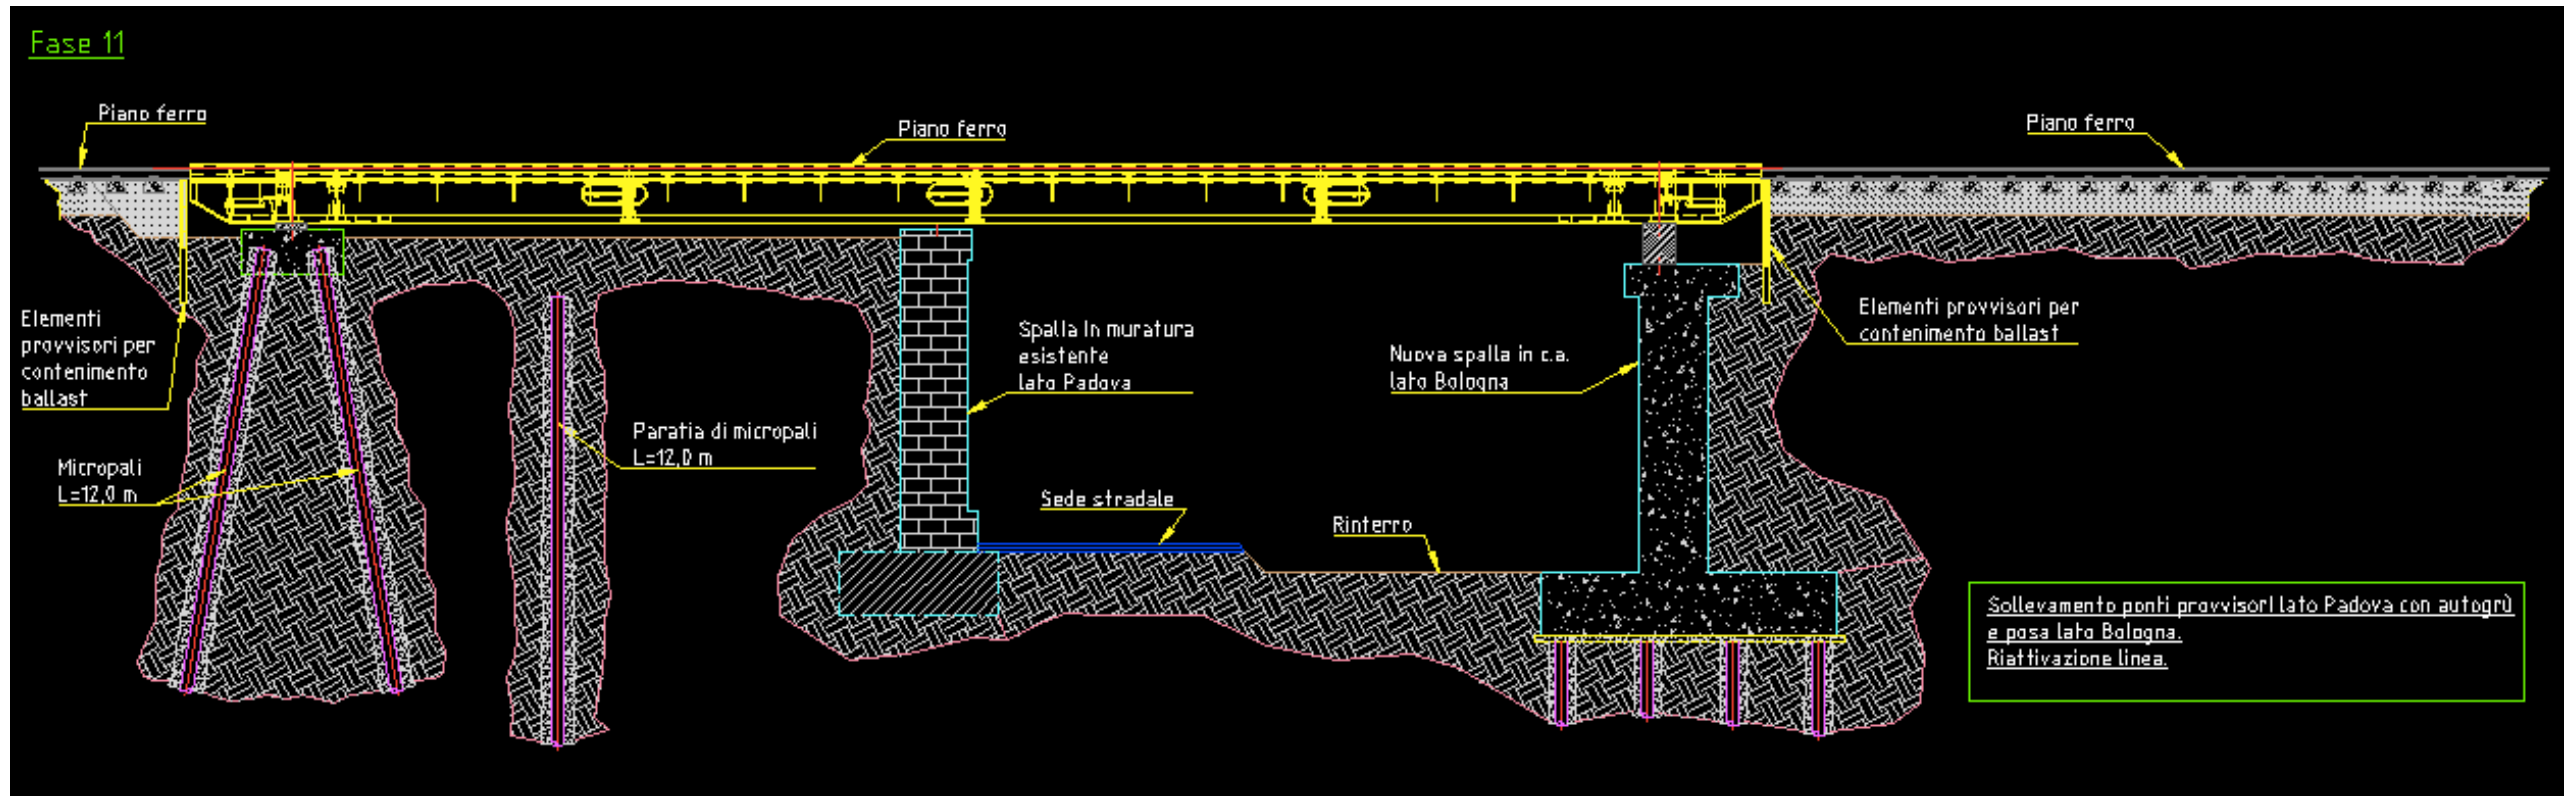 Fase 11
Piano ferro
Piano ferro
Piano ferro
Elementi
provvisori per
contenimento
ballast
Micropali
L=12,0 m
Paratia di micropali
L=12,0 m
Spalla in muratura
esistente
lato Padova
Sede stradale
Rinterro
Nuova spalla in c.a.
lato Bologna
Elementi provvisori per
contenimento ballast
Sollevamento ponti provvisori lato Padova con autogrù
e posa lato Bologna.
Riattivazione linea.